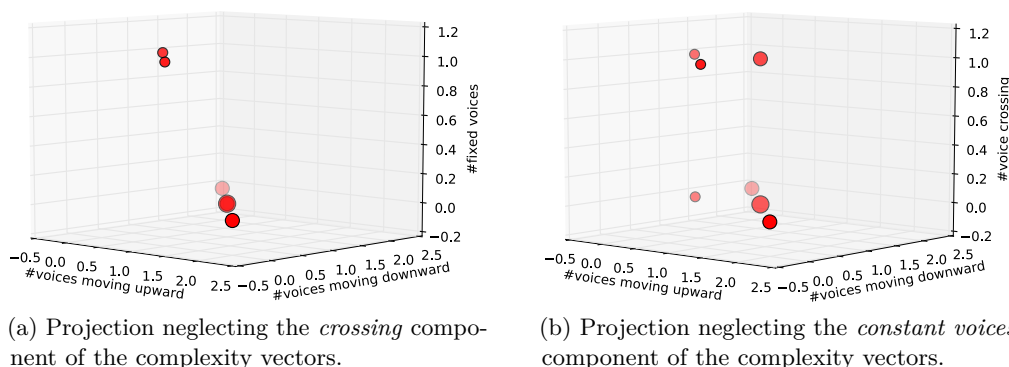 1.2
1.0
0.8
0.6
0.4
0.2
0.0
−0.2
#fixed voices
−0.5 0.0 0.5 1.0 1.5 2.0 2.5
#voices moving upward
−0.5 0.0 0.5 1.0 1.5 2.0 2.5
#voices moving downward
(a) Projection neglecting the crossing compo-
nent of the complexity vectors.
1.2
1.0
0.8
0.6
0.4
0.2
0.0
−0.2
#voice crossing
−0.5 0.0 0.5 1.0 1.5 2.0 2.5
#voices moving upward
−0.5 0.0 0.5 1.0 1.5 2.0 2.5
#voices moving downward
(b) Projection neglecting the constant voices
component of the complexity vectors.